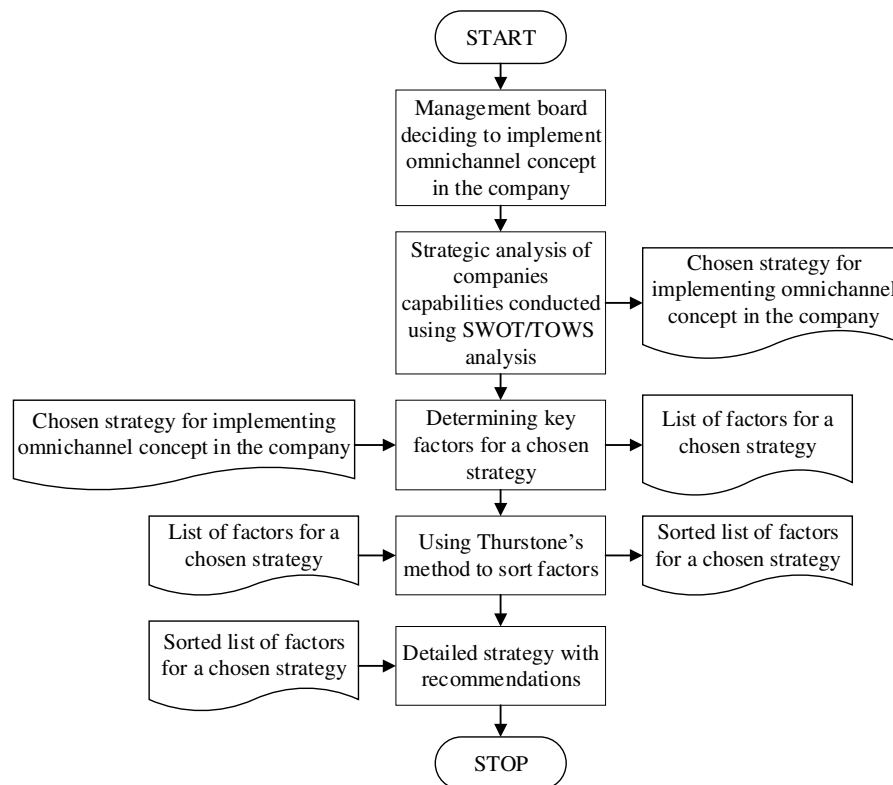 START
Management board
deciding to implement
omnichannel concept
in the company
Strategic analysis of
companies
capabilities conducted
using SWOT/TOWS
analysis
Chosen strategy for
implementing omnichannel
concept in the company
Chosen strategy for implementing
omnichannel concept in the company
Determining key
factors for a chosen
strategy
List of factors for a
chosen strategy
List of factors for a
chosen strategy
Using Thurstone's
method to sort factors
Sorted list of factors
for a chosen strategy
Sorted list of factors
for a chosen strategy
Detailed strategy with
recommendations
STOP